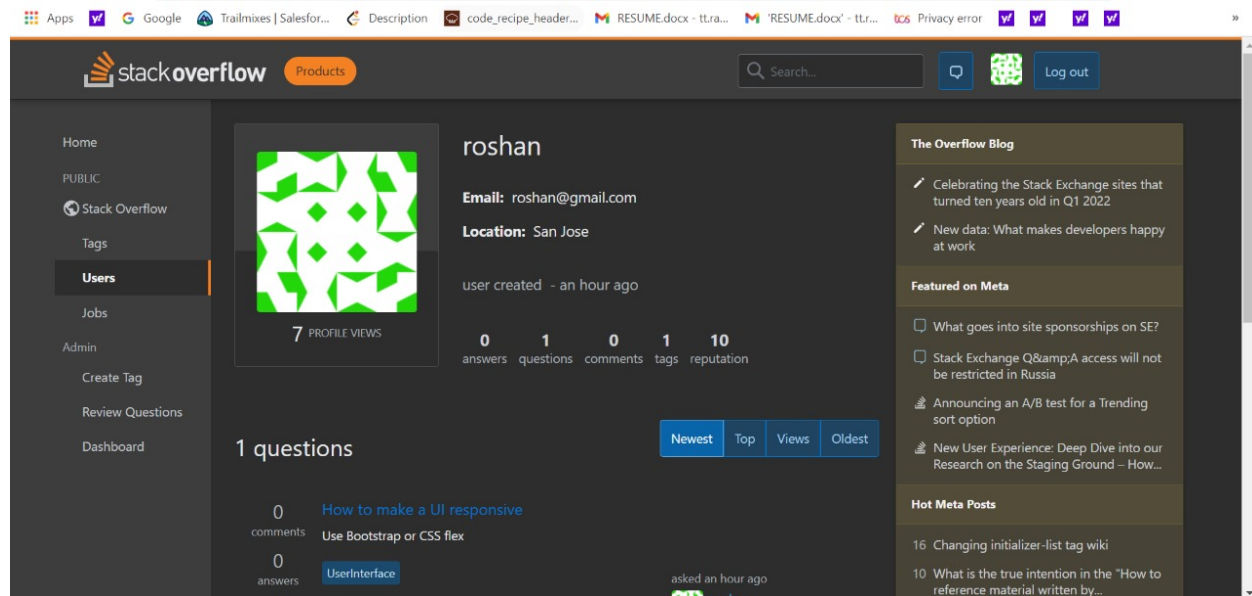 Apps
Google
Trailmixes | Salesfor...
Description
code_recipe_header...
RESUME.docx - tt.ra...
'RESUME.docx' - tt.r...
tcs Privacy error
»
stack overflow
Products
Search...
Log out
Home
PUBLIC
Stack Overflow
Tags
Users
Jobs
Admin
Create Tag
Review Questions
Dashboard
7 PROFILE VIEWS
roshan
Email: roshan@gmail.com
Location: San Jose
user created - an hour ago
0 1 0 1 10
answers questions comments tags reputation
1 questions
Newest Top Views Oldest
0
comments
0
answers
How to make a UI responsive
Use Bootstrap or CSS flex
UserInterface
asked an hour ago
The Overflow Blog
Celebrating the Stack Exchange sites that
turned ten years old in Q1 2022
New data: What makes developers happy
at work
Featured on Meta
What goes into site sponsorships on SE?
Stack Exchange Q&amp;A access will not
be restricted in Russia
Announcing an A/B test for a Trending
sort option
New User Experience: Deep Dive into our
Research on the Staging Ground – How...
Hot Meta Posts
16 Changing initializer-list tag wiki
10 What is the true intention in the "How to
reference material written by...